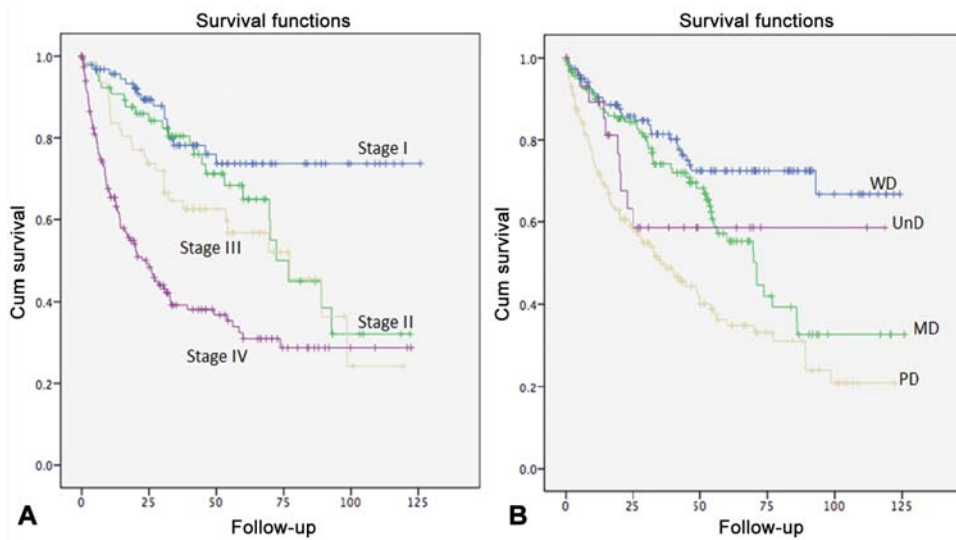 Survival functions
Cum survival
1.0
0.8
0.6
0.4
0.2
0.0
Stage I
Stage III
Stage II
Stage IV
0 25 50 75 100 125
A
Follow-up
Survival functions
Cum survival
1.0
0.8
0.6
0.4
0.2
0.0
WD
UnD
MD
PD
0 25 50 75 100 125
B
Follow-up